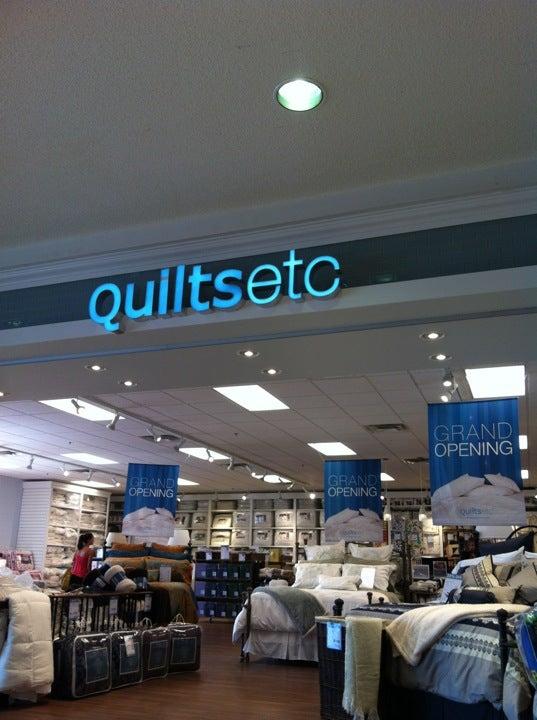 Quiltsetc
GRAND
OPENING
GRAND
OPENING
GRAND
OPENING
quiltsetc